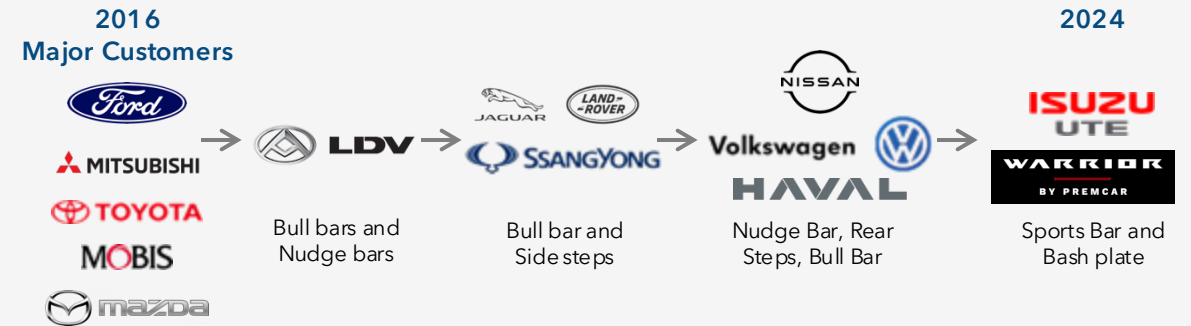 2016
Major Customers
Ford
MITSUBISHI
TOYOTA
MOBIS
mazda
LDV
Bull bars and
Nudge bars
JAGUAR
LAND-
-ROVER
SSANGYONG
Bull bar and
Side steps
NISSAN
Volkswagen
HAVAL
Nudge Bar, Rear
Steps, Bull Bar
2024
ISUZU
UTE
WARRIOR
BY PREMCAR
Sports Bar and
Bash plate